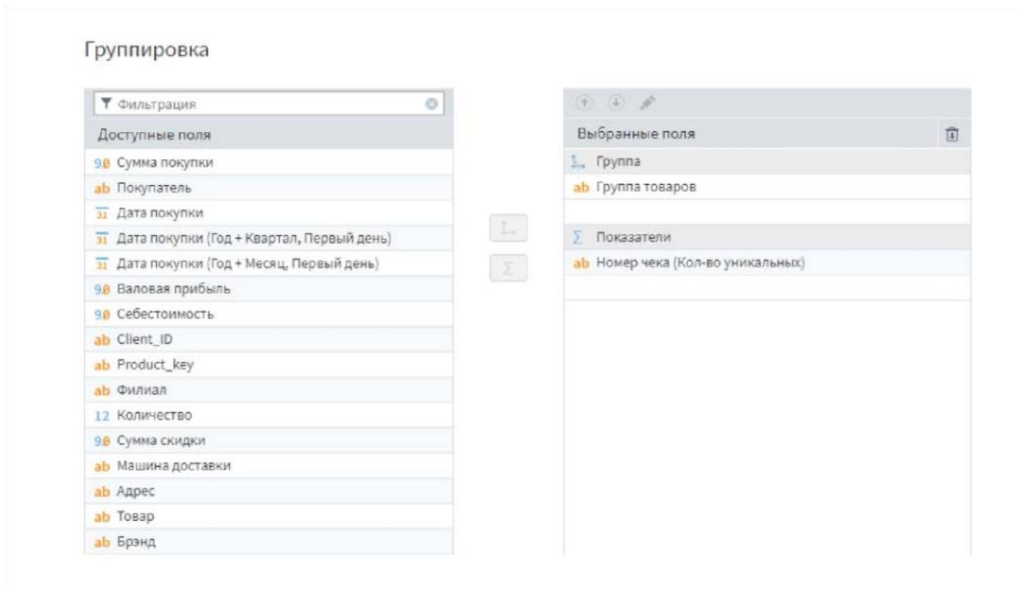 Группировка
Фильтрация
Доступные поля
9.0 Сумма покупки
ab Покупатель
31 Дата покупки
31 Дата покупки (Год + Квартал, Первый день)
31 Дата покупки (Год + Месяц, Первый день)
9.0 Валовая прибыль
9.0 Себестоимость
ab Client_ID
ab Product_key
ab Филиал
12 Количество
9.0 Сумма скидки
ab Машина доставки
ab Адрес
ab Товар
ab Брэнд
Выбранные поля
Группа
ab Группа товаров
Σ Показатели
ab Номер чека (Кол-во уникальных)
Σ